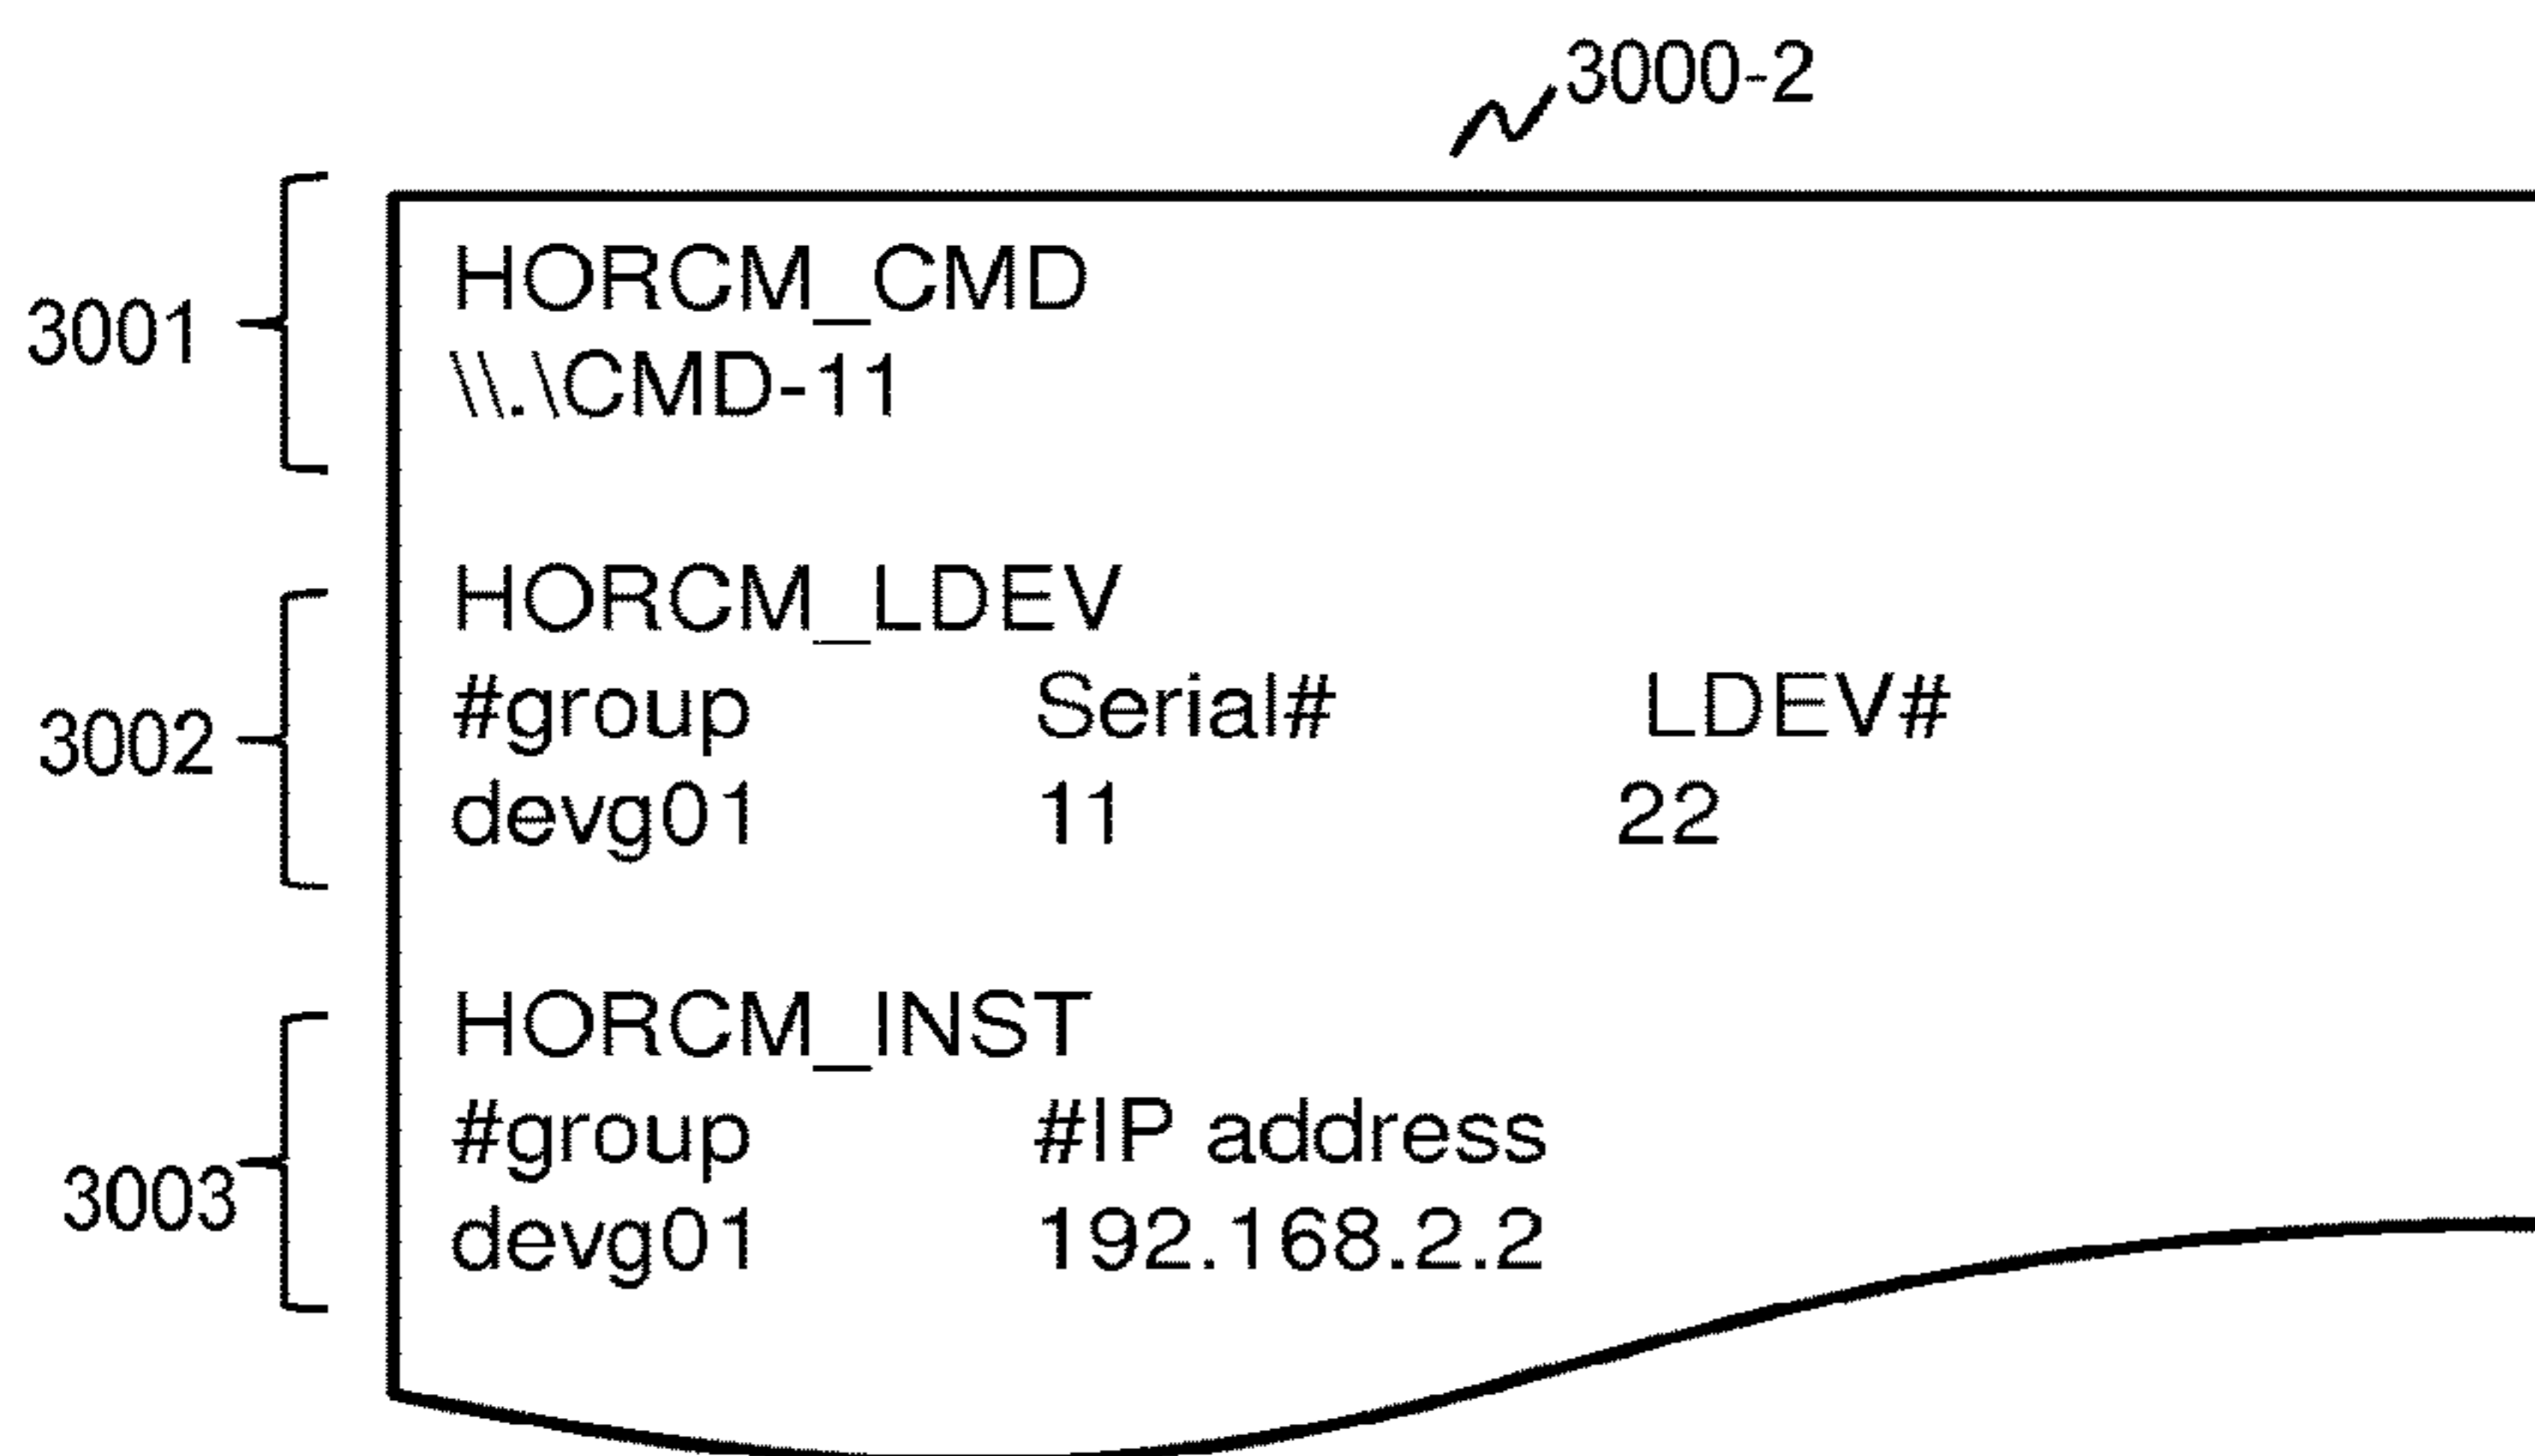 3000-2
3001
HORCM_CMD
\\.\CMD-11
3002
HORCM_LDEV
#group Serial# LDEV#
devg01 11 22
3003
HORCM_INST
#group #IP address
devg01 192.168.2.2